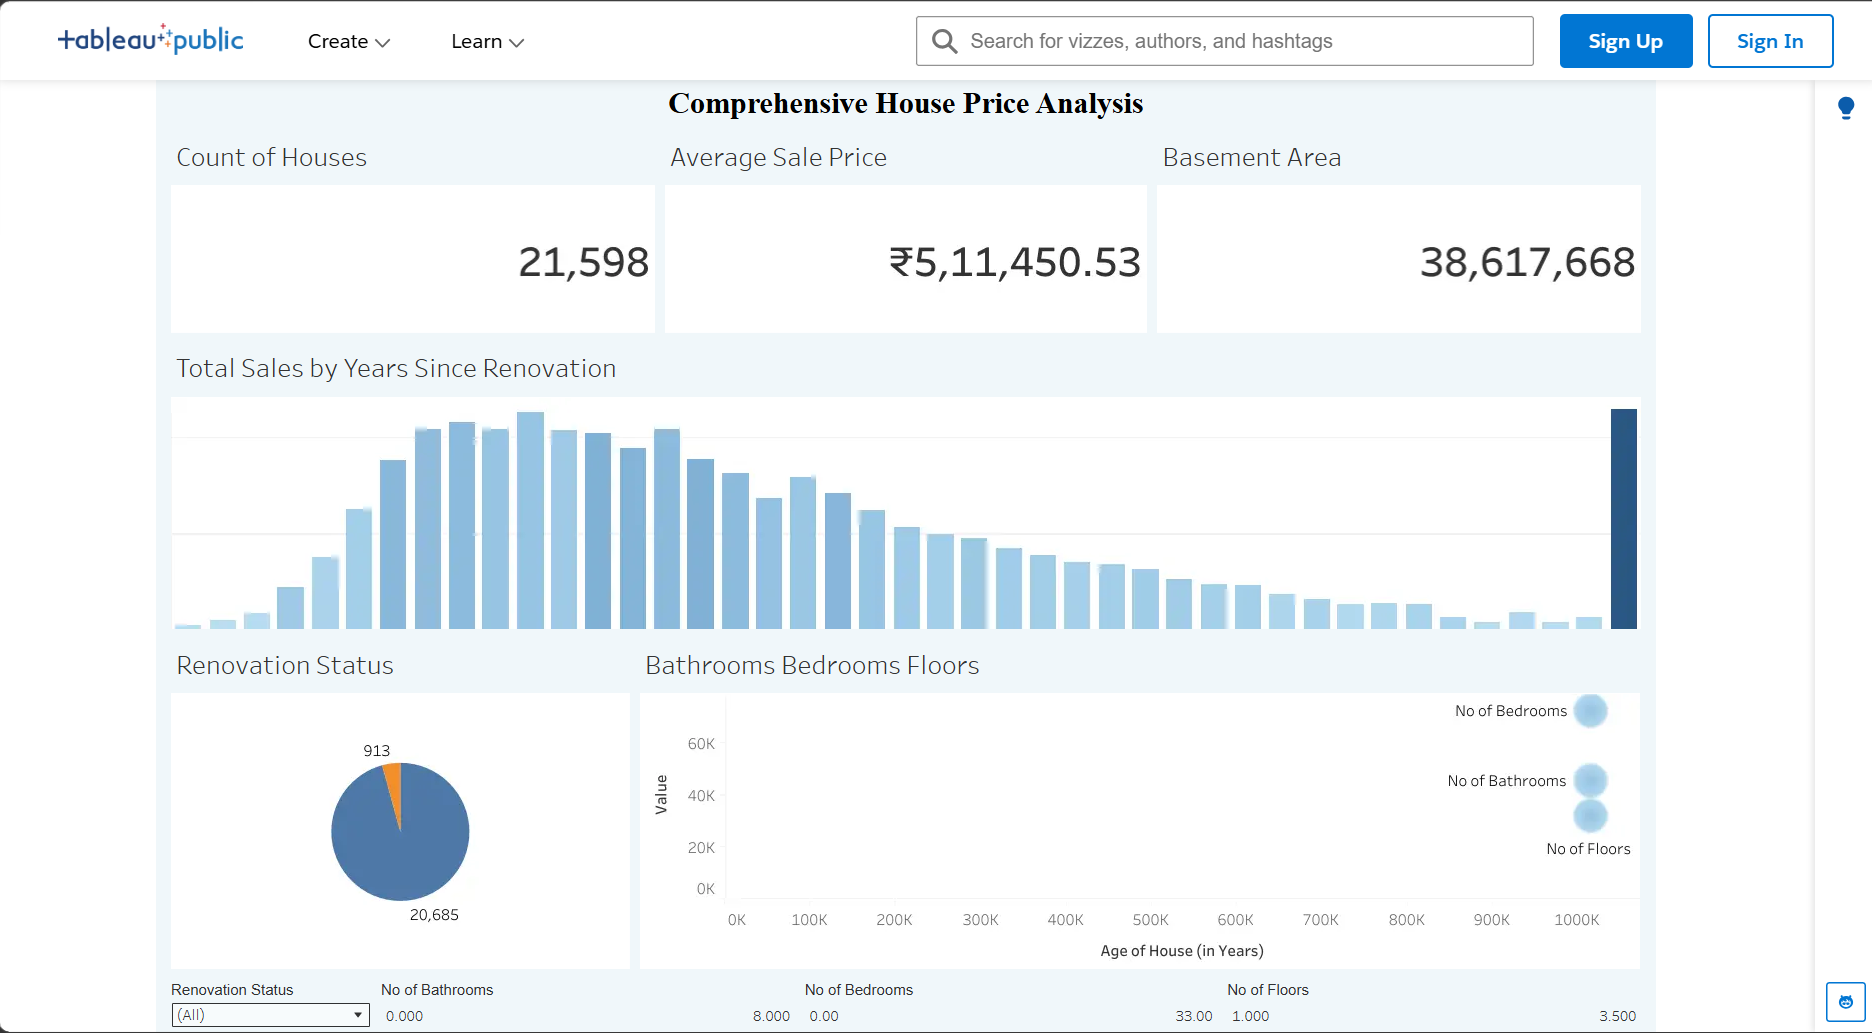 tableau public
Create
Learn
Search for vizzes, authors, and hashtags
Sign Up
Sign In
Comprehensive House Price Analysis
Count of Houses
Average Sale Price
Basement Area
21,598
₹5,11,450.53
38,617,668
Total Sales by Years Since Renovation
Renovation Status
Bathrooms Bedrooms Floors
913
20,685
No of Bedrooms
No of Bathrooms
No of Floors
Value
60K
40K
20K
0K
0K 100K 200K 300K 400K 500K 600K 700K 800K 900K 1000K
Age of House (in Years)
Renovation Status
(All)
No of Bathrooms
0.000 8.000
No of Bedrooms
0.00 33.00
No of Floors
1.000 3.500